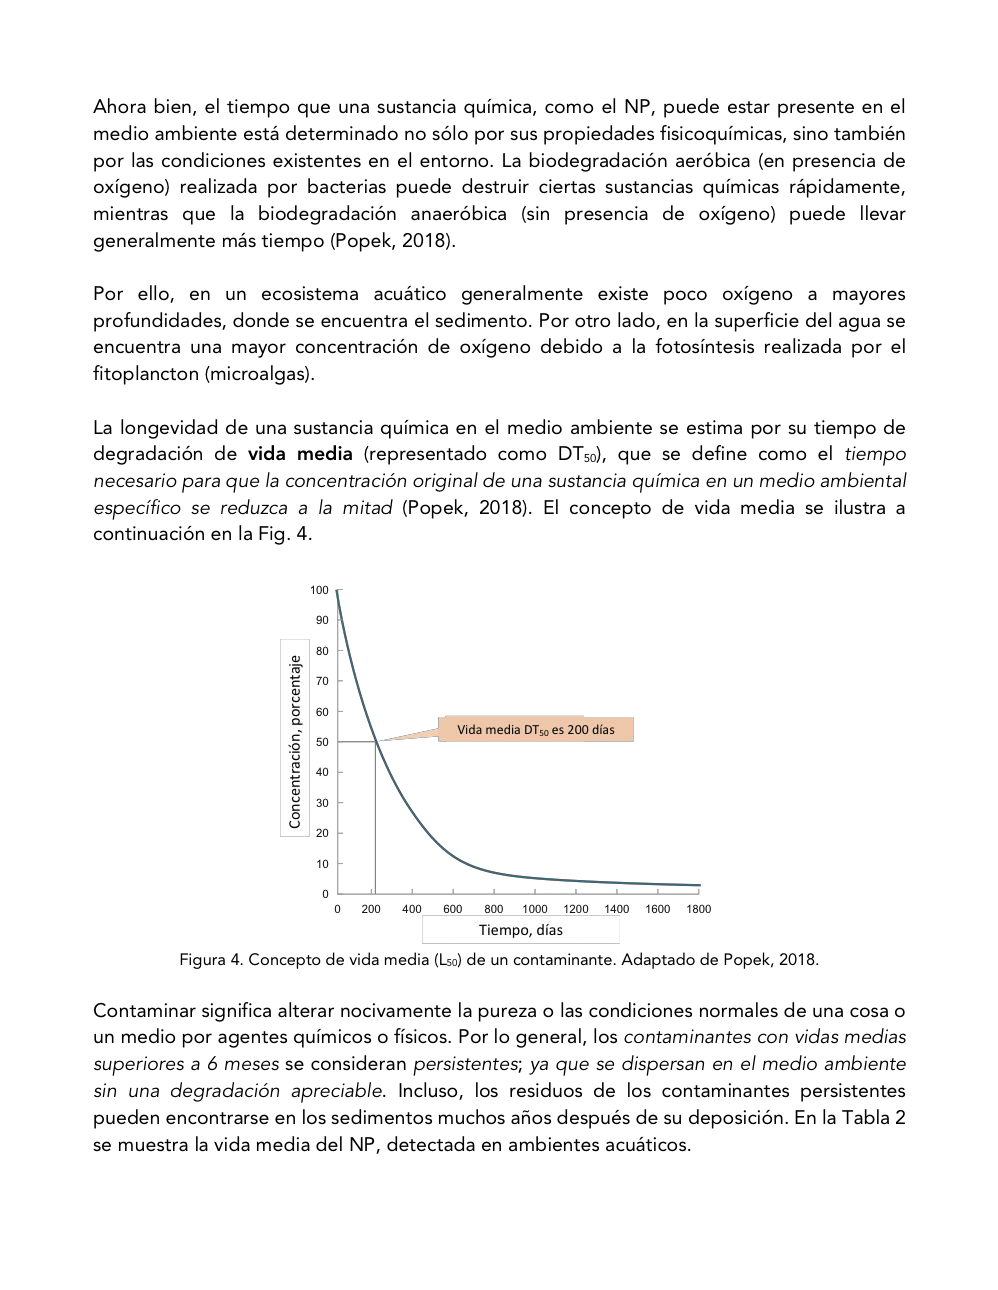 Ahora bien, el tiempo que una sustancia química, como el NP, puede estar presente en el
medio ambiente está determinado no sólo por sus propiedades fisicoquímicas, sino también
por las condiciones existentes en el entorno. La biodegradación aeróbica (en presencia de
oxígeno) realizada por bacterias puede destruir ciertas sustancias químicas rápidamente,
mientras que la biodegradación anaeróbica (sin presencia de oxígeno) puede llevar
generalmente más tiempo (Popek, 2018).
Por ello, en un ecosistema acuático generalmente existe poco oxígeno a mayores
profundidades, donde se encuentra el sedimento. Por otro lado, en la superficie del agua se
encuentra una mayor concentración de oxígeno debido a la fotosíntesis realizada por el
fitoplancton (microalgas).
La longevidad de una sustancia química en el medio ambiente se estima por su tiempo de
degradación de vida media (representado como DT50), que se define como el tiempo
necesario para que la concentración original de una sustancia química en un medio ambiental
específico se reduzca a la mitad (Popek, 2018). El concepto de vida media se ilustra a
continuación en la Fig. 4.
100
90
80
70
60
50
40
30
20
10
0
Concentración, porcentaje
Vida media DT50 es 200 días
0 200 400 600 800 1000 1200 1400 1600 1800
Tiempo, días
Figura 4. Concepto de vida media (L50) de un contaminante. Adaptado de Popek, 2018.
Contaminar significa alterar nocivamente la pureza o las condiciones normales de una cosa o
un medio por agentes químicos o físicos. Por lo general, los contaminantes con vidas medias
superiores a 6 meses se consideran persistentes; ya que se dispersan en el medio ambiente
sin una degradación apreciable. Incluso, los residuos de los contaminantes persistentes
pueden encontrarse en los sedimentos muchos años después de su deposición. En la Tabla 2
se muestra la vida media del NP, detectada en ambientes acuáticos.